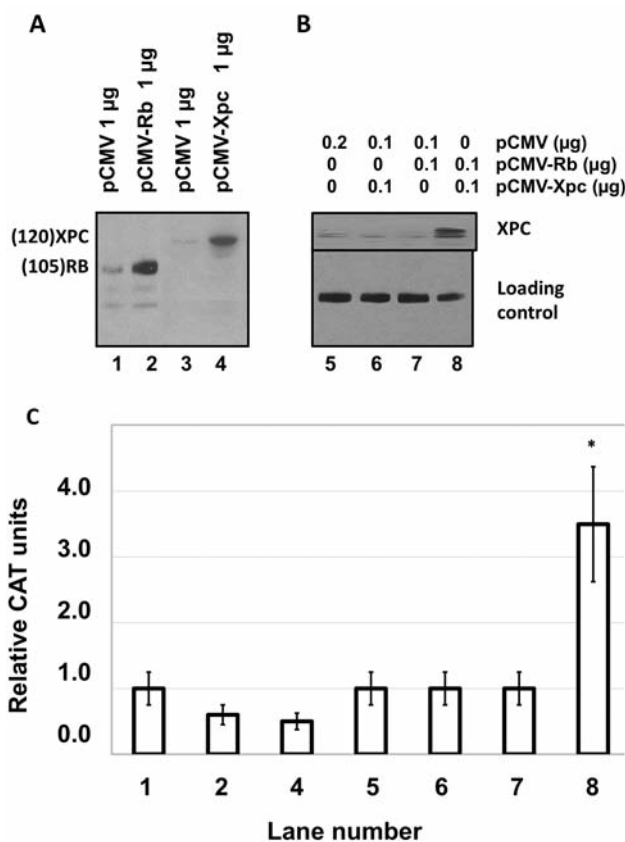 A
B
pCMV 1 μg
pCMV-Rb 1 μg
pCMV 1 μg
pCMV-Xpc 1 μg
0.2 0.1 0.1 0 pCMV (μg)
0 0 0.1 0.1 pCMV-Rb (μg)
0 0.1 0 0.1 pCMV-Xpc (μg)
(120)XPC
(105)RB
XPC
Loading
control
1 2 3 4
5 6 7 8
C
Relative CAT units
4.0
3.0
2.0
1.0
0.0
*
1 2 4 5 6 7 8
Lane number